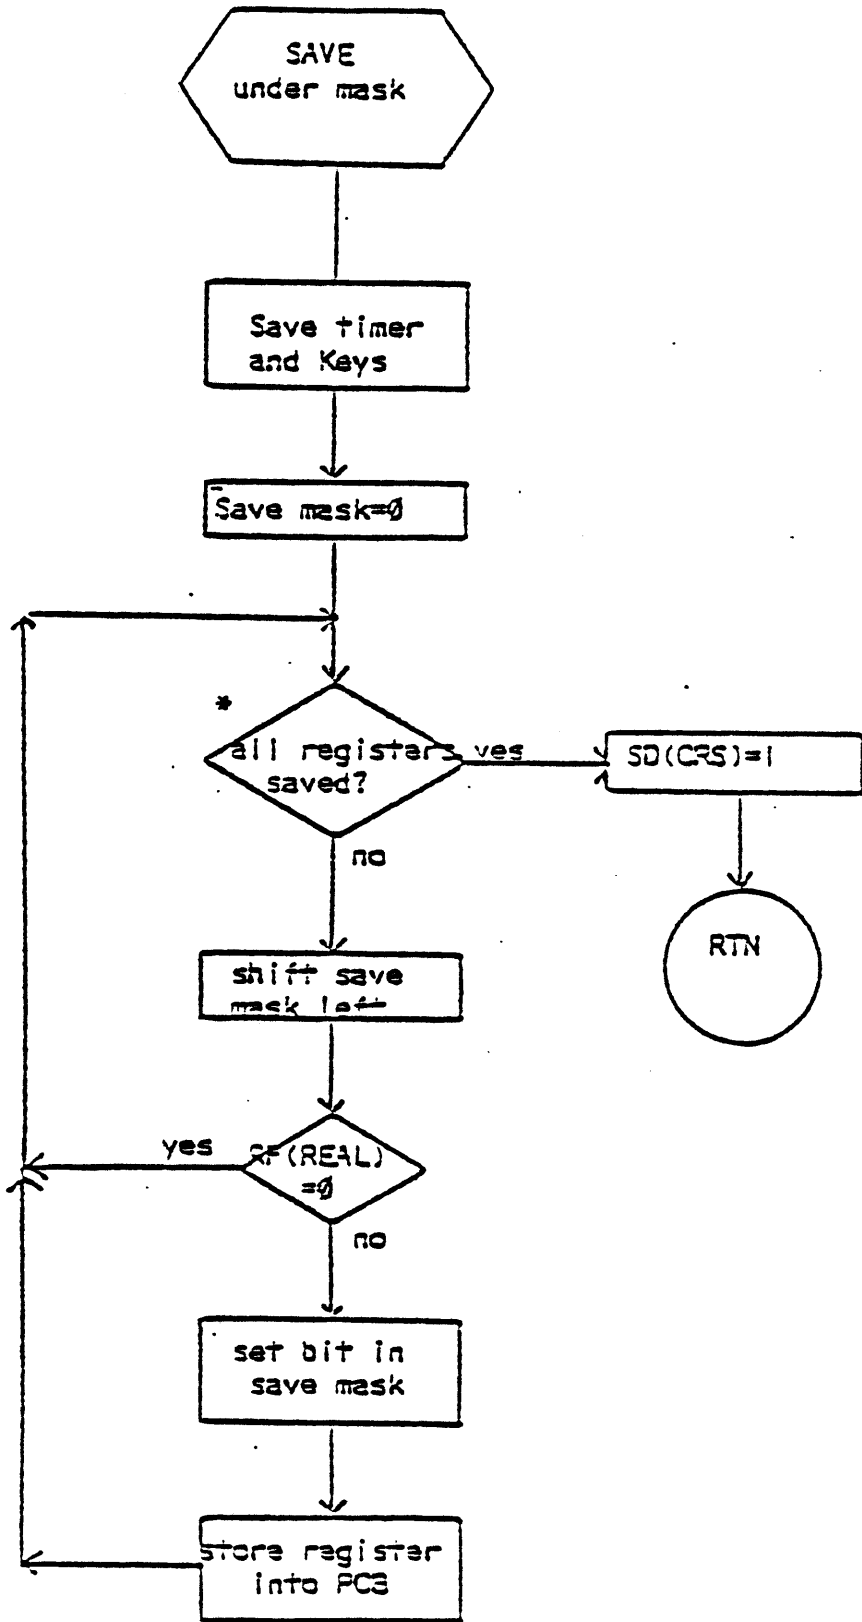 SAVE
under mask
Save timer
and Keys
Save mask=0
*
all registers
saved?
yes
SD(CRS)=1
no
RTN
shift save
mask left
yes
RF(REAL)
=0
no
set bit in
save mask
store register
into PCB